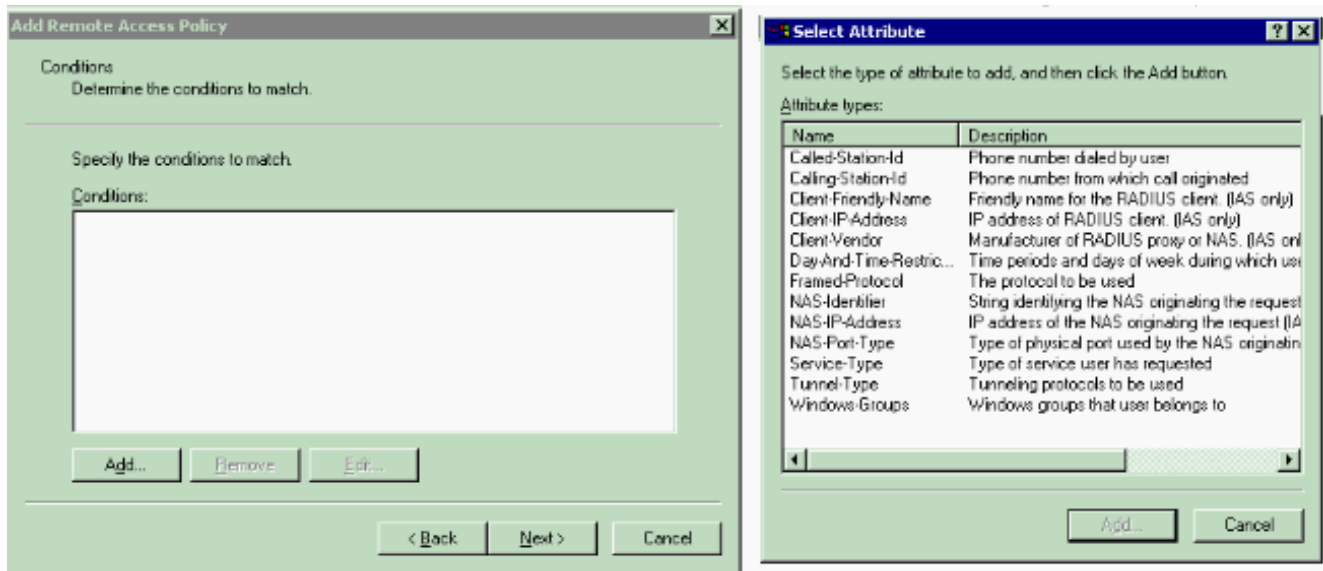 Add Remote Access Policy
Conditions
Determine the conditions to match.
Specify the conditions to match.
Conditions:
Add...
Remove
Edit...
< Back
Next >
Cancel
Select Attribute
Select the type of attribute to add, and then click the Add button.
Attribute types:
Name Description
Called-Station-Id Phone number dialed by user
Calling-Station-Id Phone number from which call originated
Client-Friendly-Name Friendly name for the RADIUS client. (IAS only)
Client-IP-Address IP address of RADIUS client. (IAS only)
Client-Vendor Manufacturer of RADIUS proxy or NAS. (IAS onl
Day-And-Time-Restric... Time periods and days of week during which use
Framed-Protocol The protocol to be used
NAS-Identifier String identifying the NAS originating the request
NAS-IP-Address IP address of the NAS originating the request (IA
NAS-Port-Type Type of physical port used by the NAS originatin
Service-Type Type of service user has requested
Tunnel-Type Tunneling protocols to be used
Windows-Groups Windows groups that user belongs to
Add...
Cancel